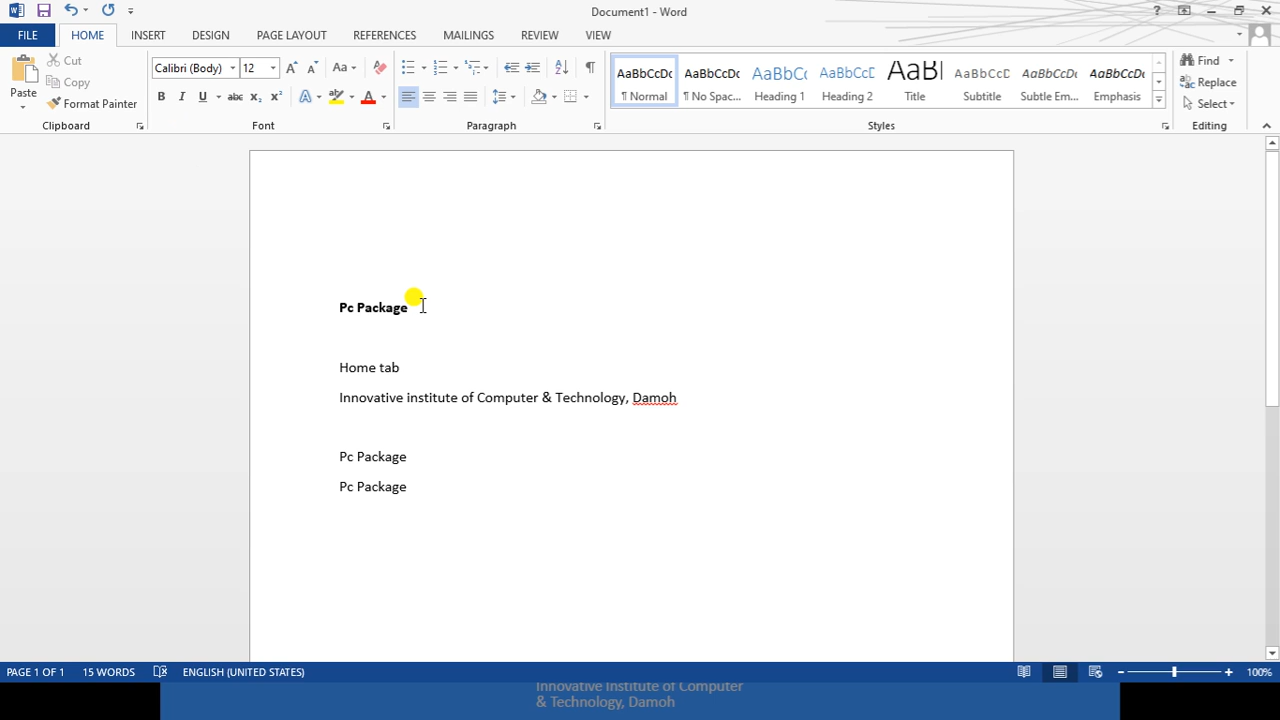 Document1 - Word
FILE HOME INSERT DESIGN PAGE LAYOUT REFERENCES MAILINGS REVIEW VIEW
Paste
Cut
Copy
Format Painter
Clipboard
Calibri (Body) 12
Font
Paragraph
AaBbCcDc AaBbCcDc AaBbCc AaBbCcC AaBl AaBbCcD AaBbCcDc AaBbCcDc
¶ Normal ¶ No Spac... Heading 1 Heading 2 Title Subtitle Subtle Em... Emphasis
Styles
Find
Replace
Select
Editing
Pc Package
Home tab
Innovative institute of Computer & Technology, Damoh
Pc Package
Pc Package
PAGE 1 OF 1 15 WORDS ENGLISH (UNITED STATES) 100%
Innovative Institute of Computer
& Technology, Damoh